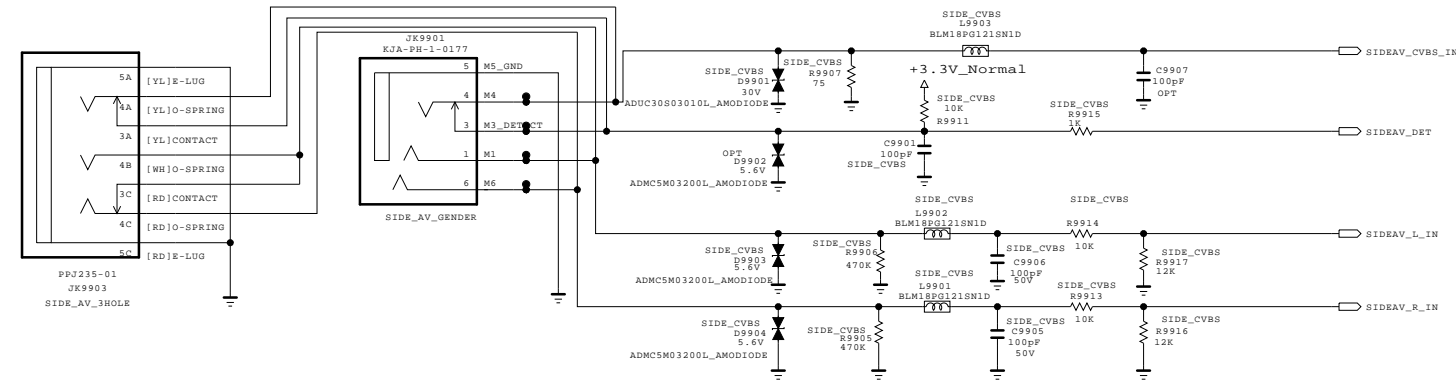 5A [YL]E-LUG
4A [YL]O-SPRING
3A [YL]CONTACT
4B [WH]O-SPRING
3C [RD]CONTACT
4C [RD]O-SPRING
5C [RD]E-LUG
PPJ235-01
JK9903
SIDE_AV_3HOLE
JK9901
KJA-PH-1-0177
5 M5_GND
4 M4
3 M3_DETECT
1 M1
6 M6
SIDE_AV_GENDER
SIDE_CVBS
D9901
30V
ADUC30S03010L_AMODIODE
SIDE_CVBS
R9907
75
SIDE_CVBS
L9903
BLM18PG121SN1D
C9907
100pF
OPT
SIDEAV_CVBS_IN
+3.3V_Normal
SIDE_CVBS
10K
R9911
OPT
D9902
5.6V
ADMC5M03200L_AMODIODE
C9901
100pF
SIDE_CVBS
SIDE_CVBS
R9915
1K
SIDEAV_DET
SIDE_CVBS
D9903
5.6V
ADMC5M03200L_AMODIODE
SIDE_CVBS
R9906
470K
SIDE_CVBS
L9902
BLM18PG121SN1D
SIDE_CVBS
C9906
100pF
50V
SIDE_CVBS
R9914
10K
SIDE_CVBS
R9917
12K
SIDEAV_L_IN
SIDE_CVBS
D9904
5.6V
ADMC5M03200L_AMODIODE
SIDE_CVBS
R9905
470K
SIDE_CVBS
L9901
BLM18PG121SN1D
SIDE_CVBS
C9905
100pF
50V
SIDE_CVBS
R9913
10K
SIDE_CVBS
R9916
12K
SIDEAV_R_IN